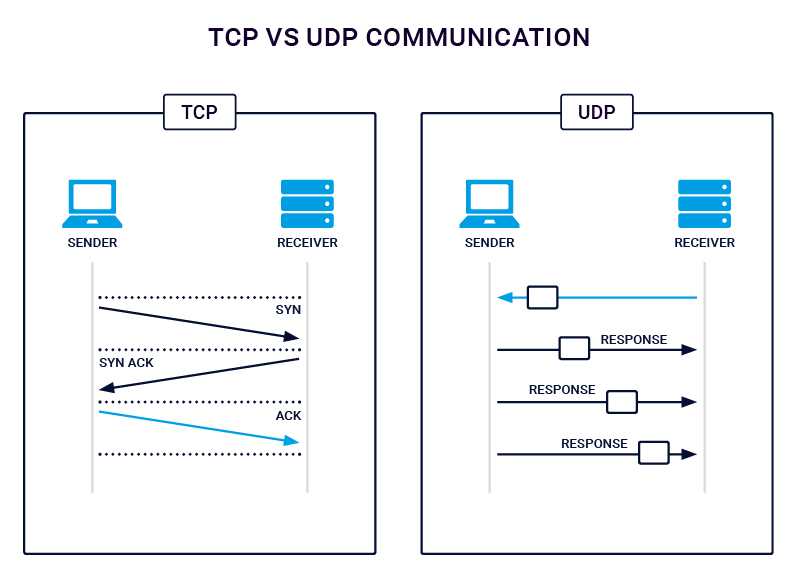 TCP VS UDP COMMUNICATION
TCP
SENDER
RECEIVER
SYN
SYN ACK
ACK
UDP
SENDER
RECEIVER
RESPONSE
RESPONSE
RESPONSE